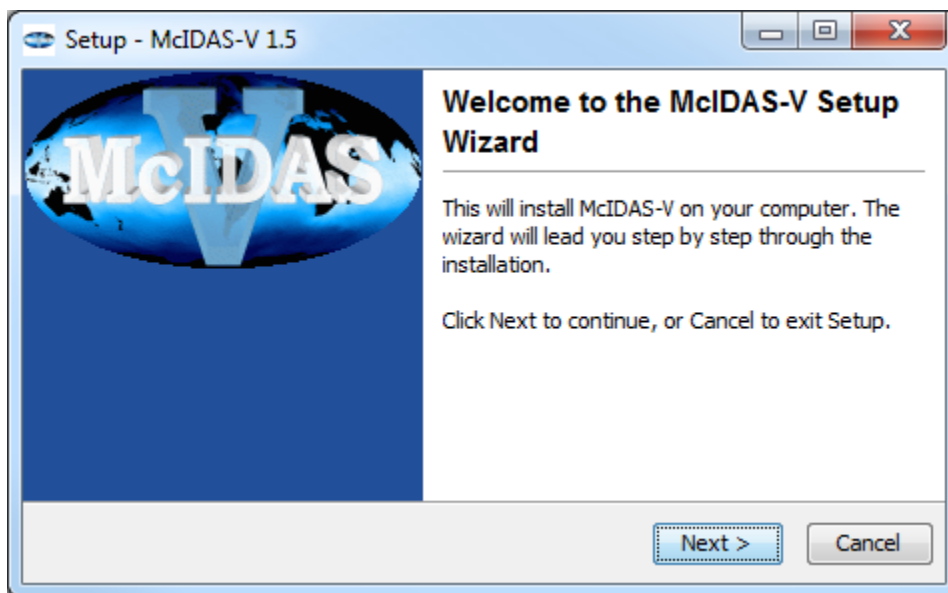 Setup - McIDAS-V 1.5
V
McIDAS
Welcome to the McIDAS-V Setup
Wizard
This will install McIDAS-V on your computer. The
wizard will lead you step by step through the
installation.
Click Next to continue, or Cancel to exit Setup.
Next >
Cancel